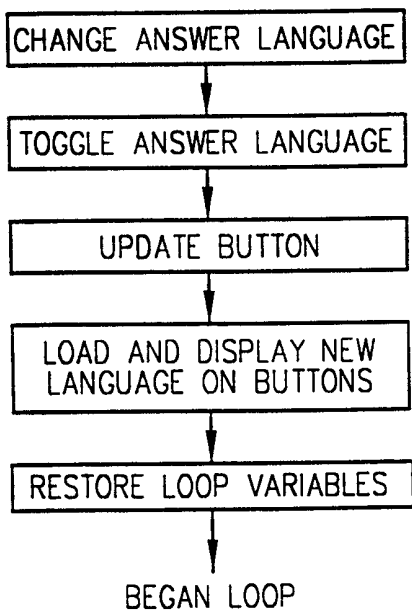 CHANGE ANSWER LANGUAGE
TOGGLE ANSWER LANGUAGE
UPDATE BUTTON
LOAD AND DISPLAY NEW
LANGUAGE ON BUTTONS
RESTORE LOOP VARIABLES
BEGAN LOOP